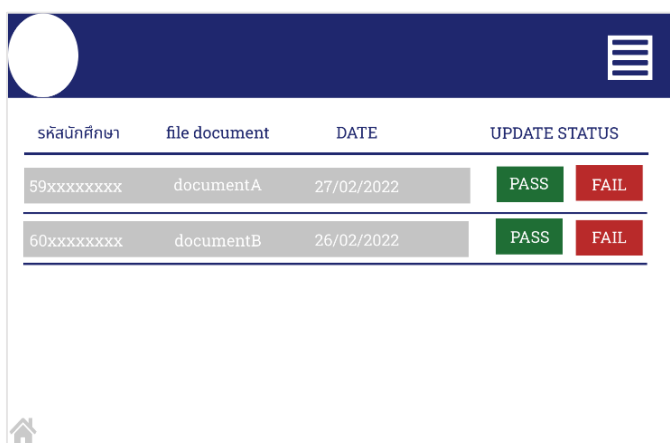 รหัสนักศึกษา file document DATE UPDATE STATUS
59xxxxxxxx documentA 27/02/2022 PASS FAIL
60xxxxxxxx documentB 26/02/2022 PASS FAIL